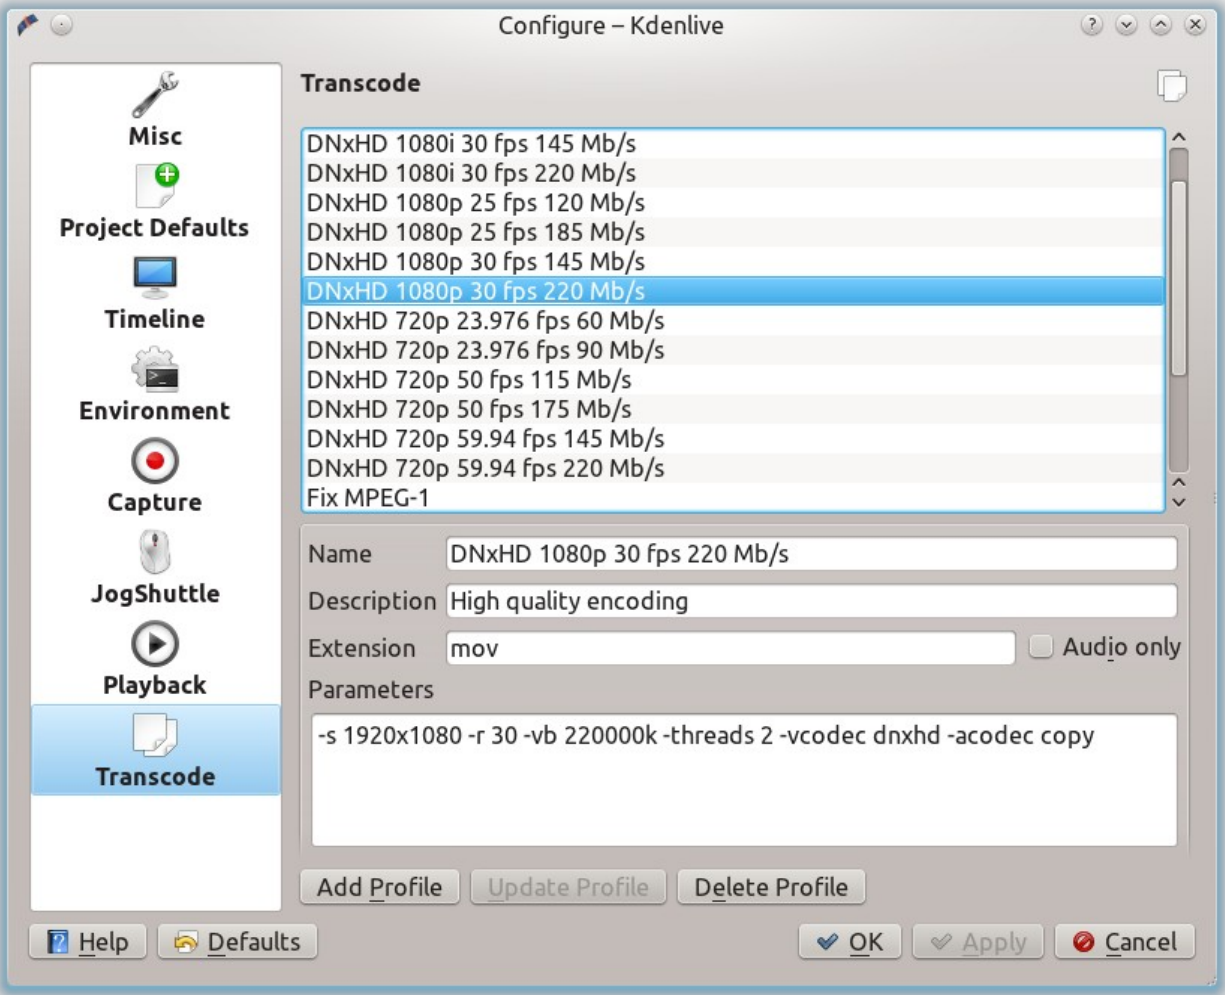 Configure – Kdenlive
Misc
Project Defaults
Timeline
Environment
Capture
JogShuttle
Playback
Transcode
Transcode
DNxHD 1080i 30 fps 145 Mb/s
DNxHD 1080i 30 fps 220 Mb/s
DNxHD 1080p 25 fps 120 Mb/s
DNxHD 1080p 25 fps 185 Mb/s
DNxHD 1080p 30 fps 145 Mb/s
DNxHD 1080p 30 fps 220 Mb/s
DNxHD 720p 23.976 fps 60 Mb/s
DNxHD 720p 23.976 fps 90 Mb/s
DNxHD 720p 50 fps 115 Mb/s
DNxHD 720p 50 fps 175 Mb/s
DNxHD 720p 59.94 fps 145 Mb/s
DNxHD 720p 59.94 fps 220 Mb/s
Fix MPEG-1
Name DNxHD 1080p 30 fps 220 Mb/s
Description High quality encoding
Extension mov Audio only
Parameters
-s 1920x1080 -r 30 -vb 220000k -threads 2 -vcodec dnxhd -acodec copy
Add Profile Update Profile Delete Profile
Help Defaults OK Apply Cancel